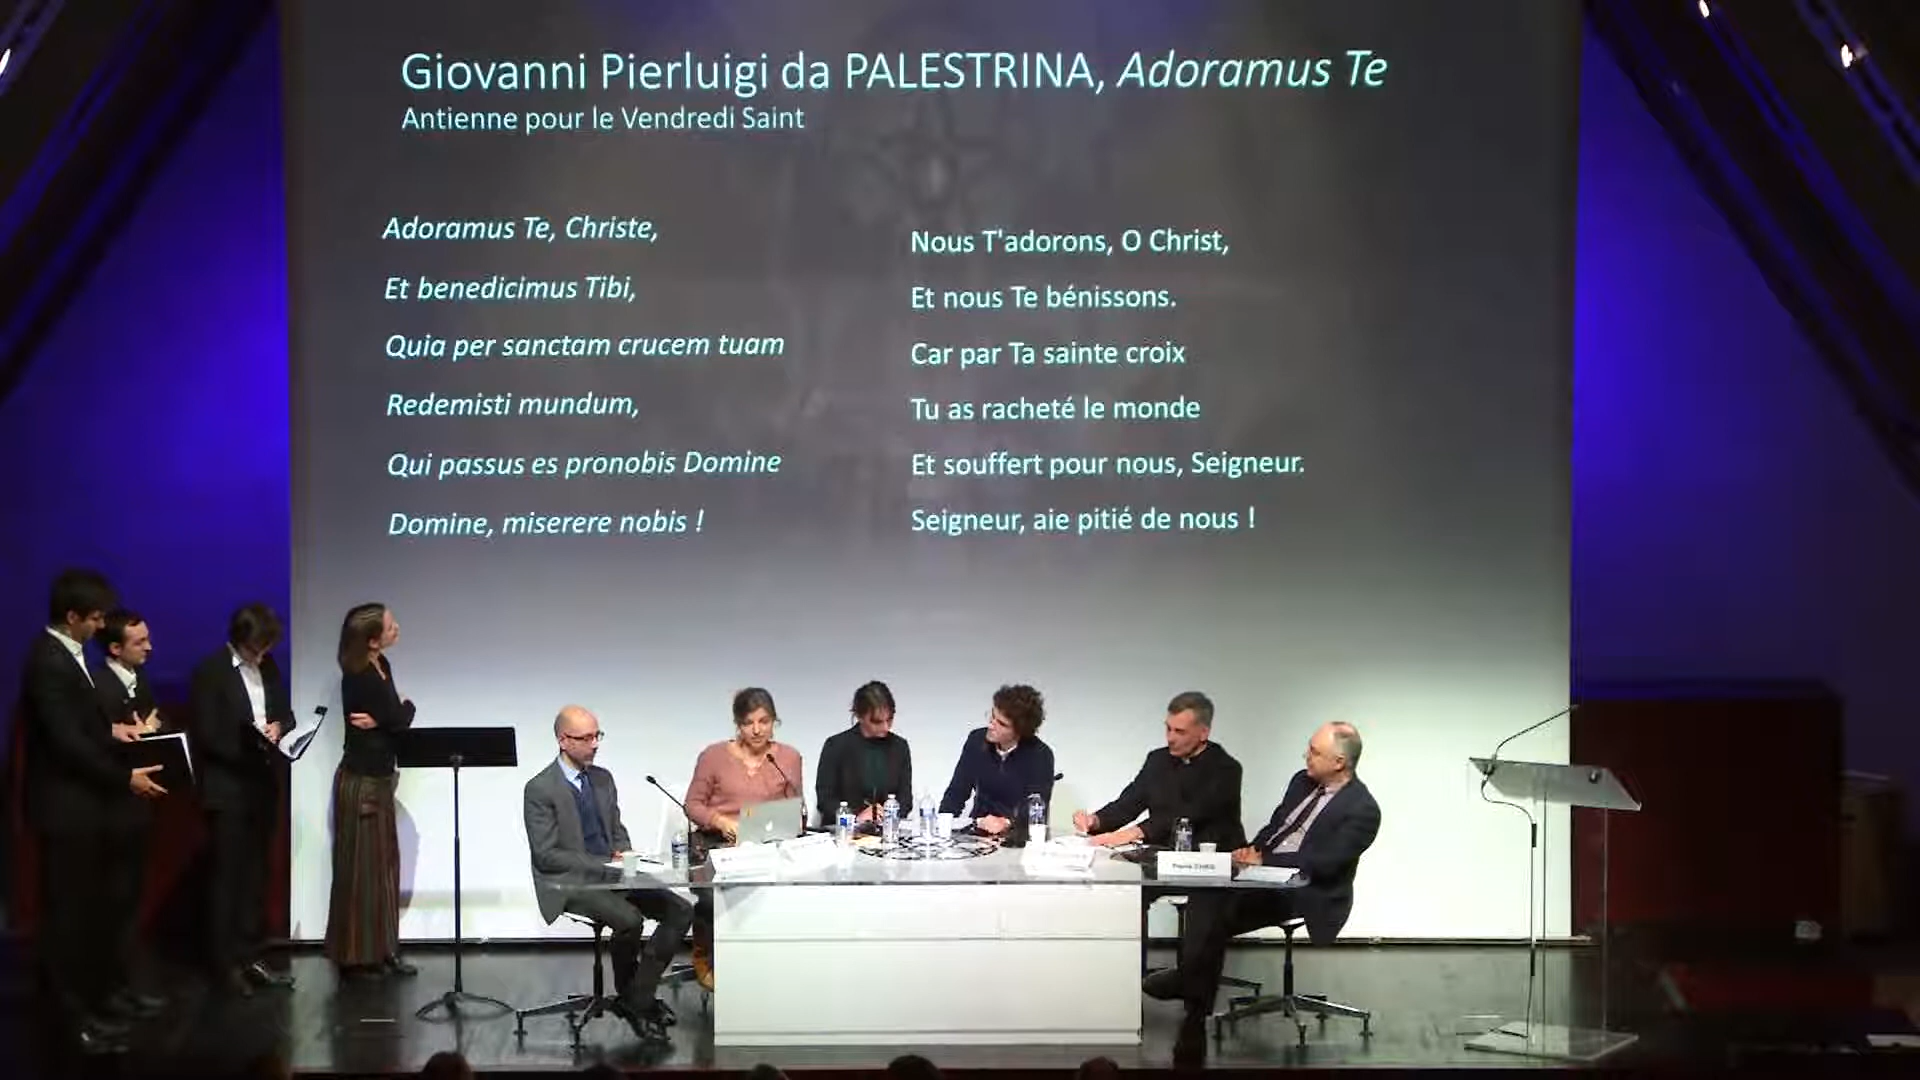 Giovanni Pierluigi da PALESTRINA, Adoramus Te
Antienne pour le Vendredi Saint
Adoramus Te, Christe,
Et benedicimus Tibi,
Quia per sanctam crucem tuam
Redemisti mundum,
Qui passus es pronobis Domine
Domine, miserere nobis !
Nous T'adorons, O Christ,
Et nous Te bénissons.
Car par Ta sainte croix
Tu as racheté le monde
Et souffert pour nous, Seigneur.
Seigneur, aie pitié de nous !